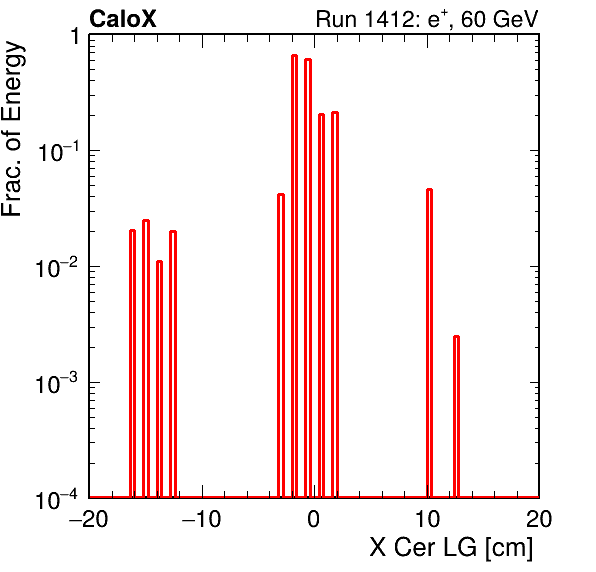 CaloX
Run 1412: e⁺, 60 GeV
Frac. of Energy
1
10⁻¹
10⁻²
10⁻³
10⁻⁴
−20
−10
0
10
20
X Cer LG [cm]